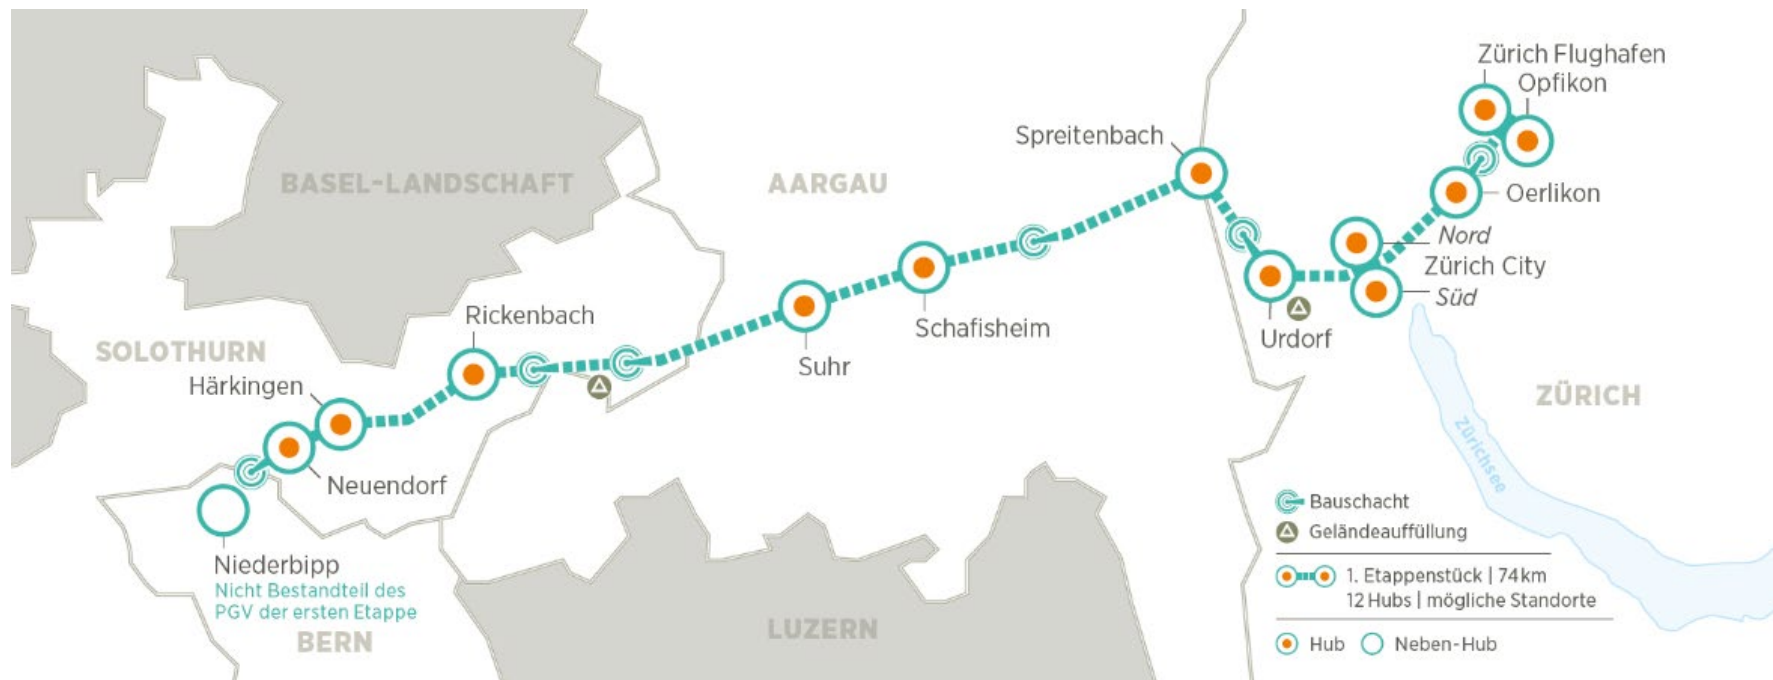 Zürich Flughafen
Opfikon
Spreitenbach
BASEL-LANDSCHAFT
AARGAU
Oerlikon
Nord
Zürich City
Süd
Rickenbach
Schafisheim
Urdorf
SOLOTHURN
Suhr
Härkingen
ZÜRICH
Zürichsee
Neuendorf
Niederbipp
Nicht Bestandteil des
PGV der ersten Etappe
BERN
LUZERN
Bauschacht
Geländeauffüllung
1. Etappenstück | 74 km
12 Hubs | mögliche Standorte
Hub
Neben-Hub